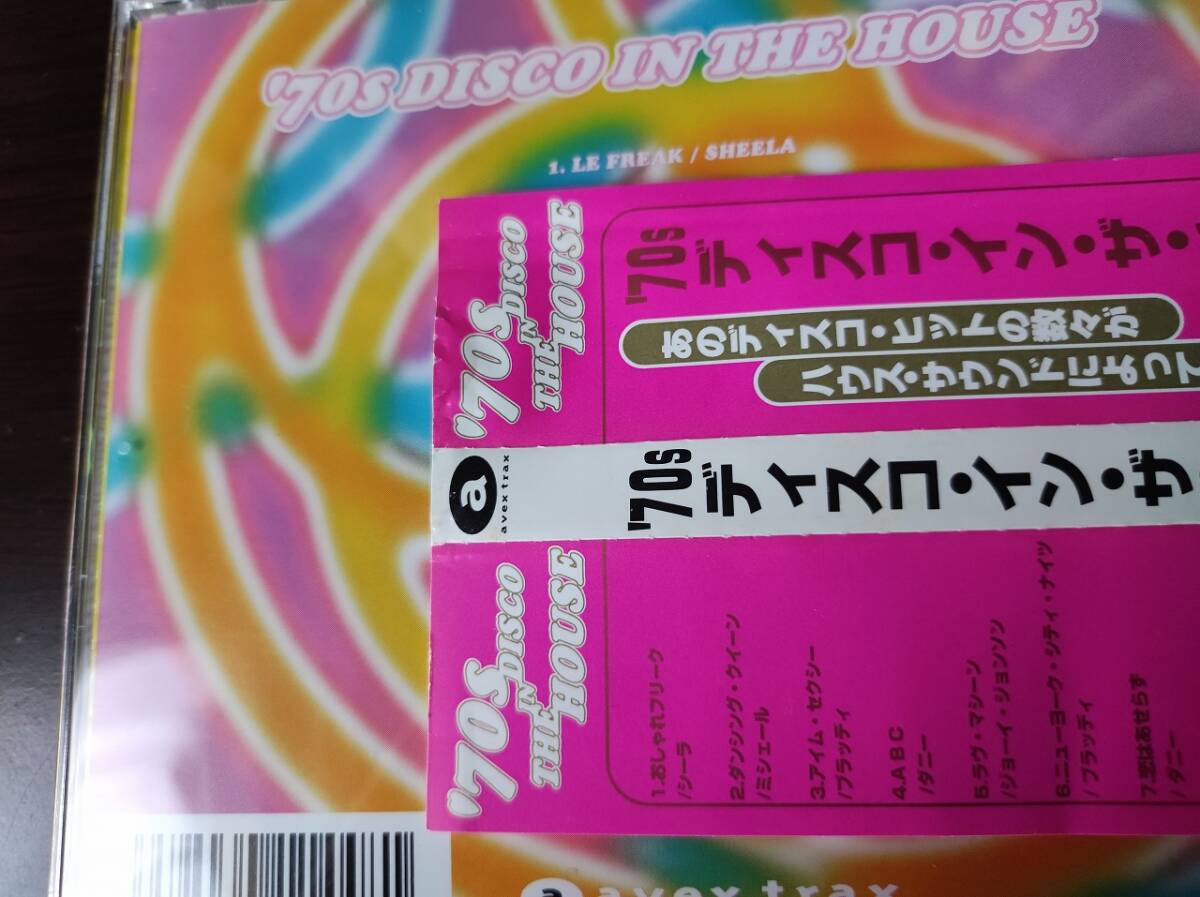 '70s DISCO IN THE HOUSE
1. LE FREAK / SHEELA
'70S DISCO
IN
THE HOUSE
'70s ディスコ・イン・ザ・
あのディスコ・ヒットの数々が
ハウス・サウンドによって
a
avex trax
'70s ディスコ・イン・ザ
'70S DISCO
IN
THE HOUSE
1.おしゃれフリーク
/シーラ
2.ダンシング・クイーン
/ミシェール
3.アイム・セクシー
/ブラッティ
4.ABC
/ダニー
5.ラヴ・マシーン
/ジョーイ・ジョンソン
6.ニューヨーク・シティ・ナイツ
/ブラッティ
7.恋はあせらず
/ダニー
avex trax